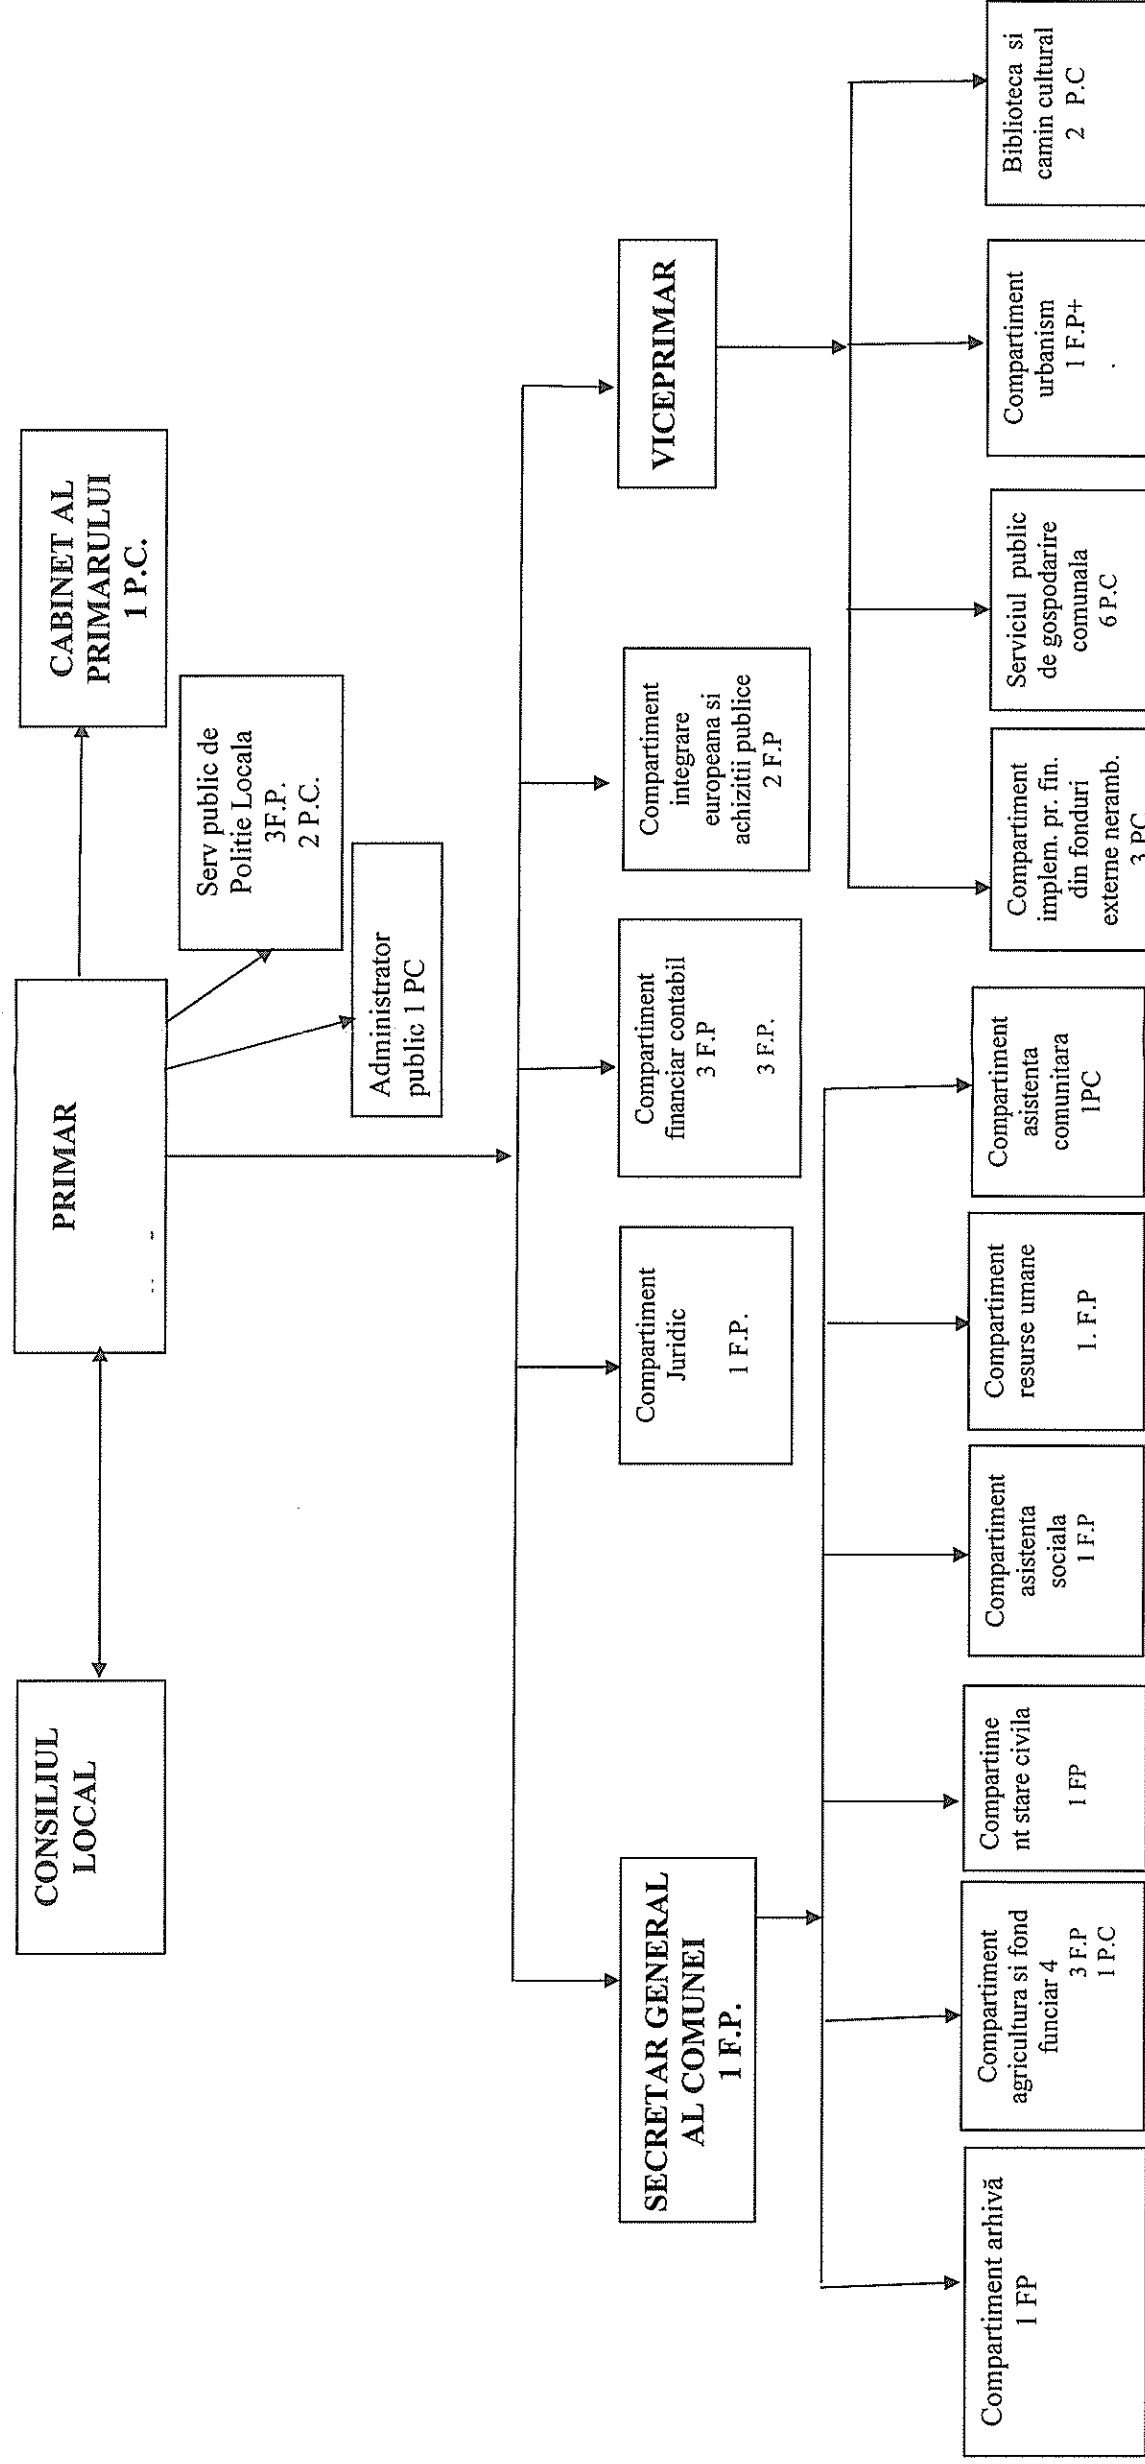 CONSILIUL
LOCAL
PRIMAR
CABINET AL
PRIMARULUI
1 P.C.
Serv public de
Politie Locala
3F.P.
2 P.C.
Administrator
public 1 PC
SECRETAR GENERAL
AL COMUNEI
1 F.P.
Compartiment
Juridic
1 F.P.
Compartiment
financiar contabil
3 F.P
3 F.P.
Compartiment
integrare
europeana si
achizitii publice
2 F.P
VICEPRIMAR
Compartiment arhivă
1 FP
Compartiment
agricultura si fond
funciar 4
3 F.P
1 P.C
Compartime
nt stare civila
1 FP
Compartiment
asistenta
sociala
1 F.P
Compartiment
resurse umane
1. F.P
Compartiment
asistenta
comunitara
1PC
Compartiment
implem. pr. fin.
din fonduri
externe neramb.
3 PC
Serviciul public
de gospodarire
comunala
6 P.C
Compartiment
urbanism
1 F.P+
Biblioteca si
camin cultural
2 P.C